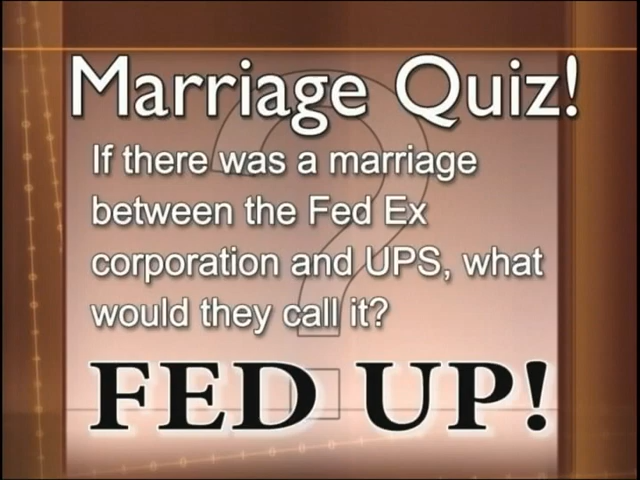 Marriage Quiz!
If there was a marriage
between the Fed Ex
corporation and UPS, what
would they call it?
FED UP!